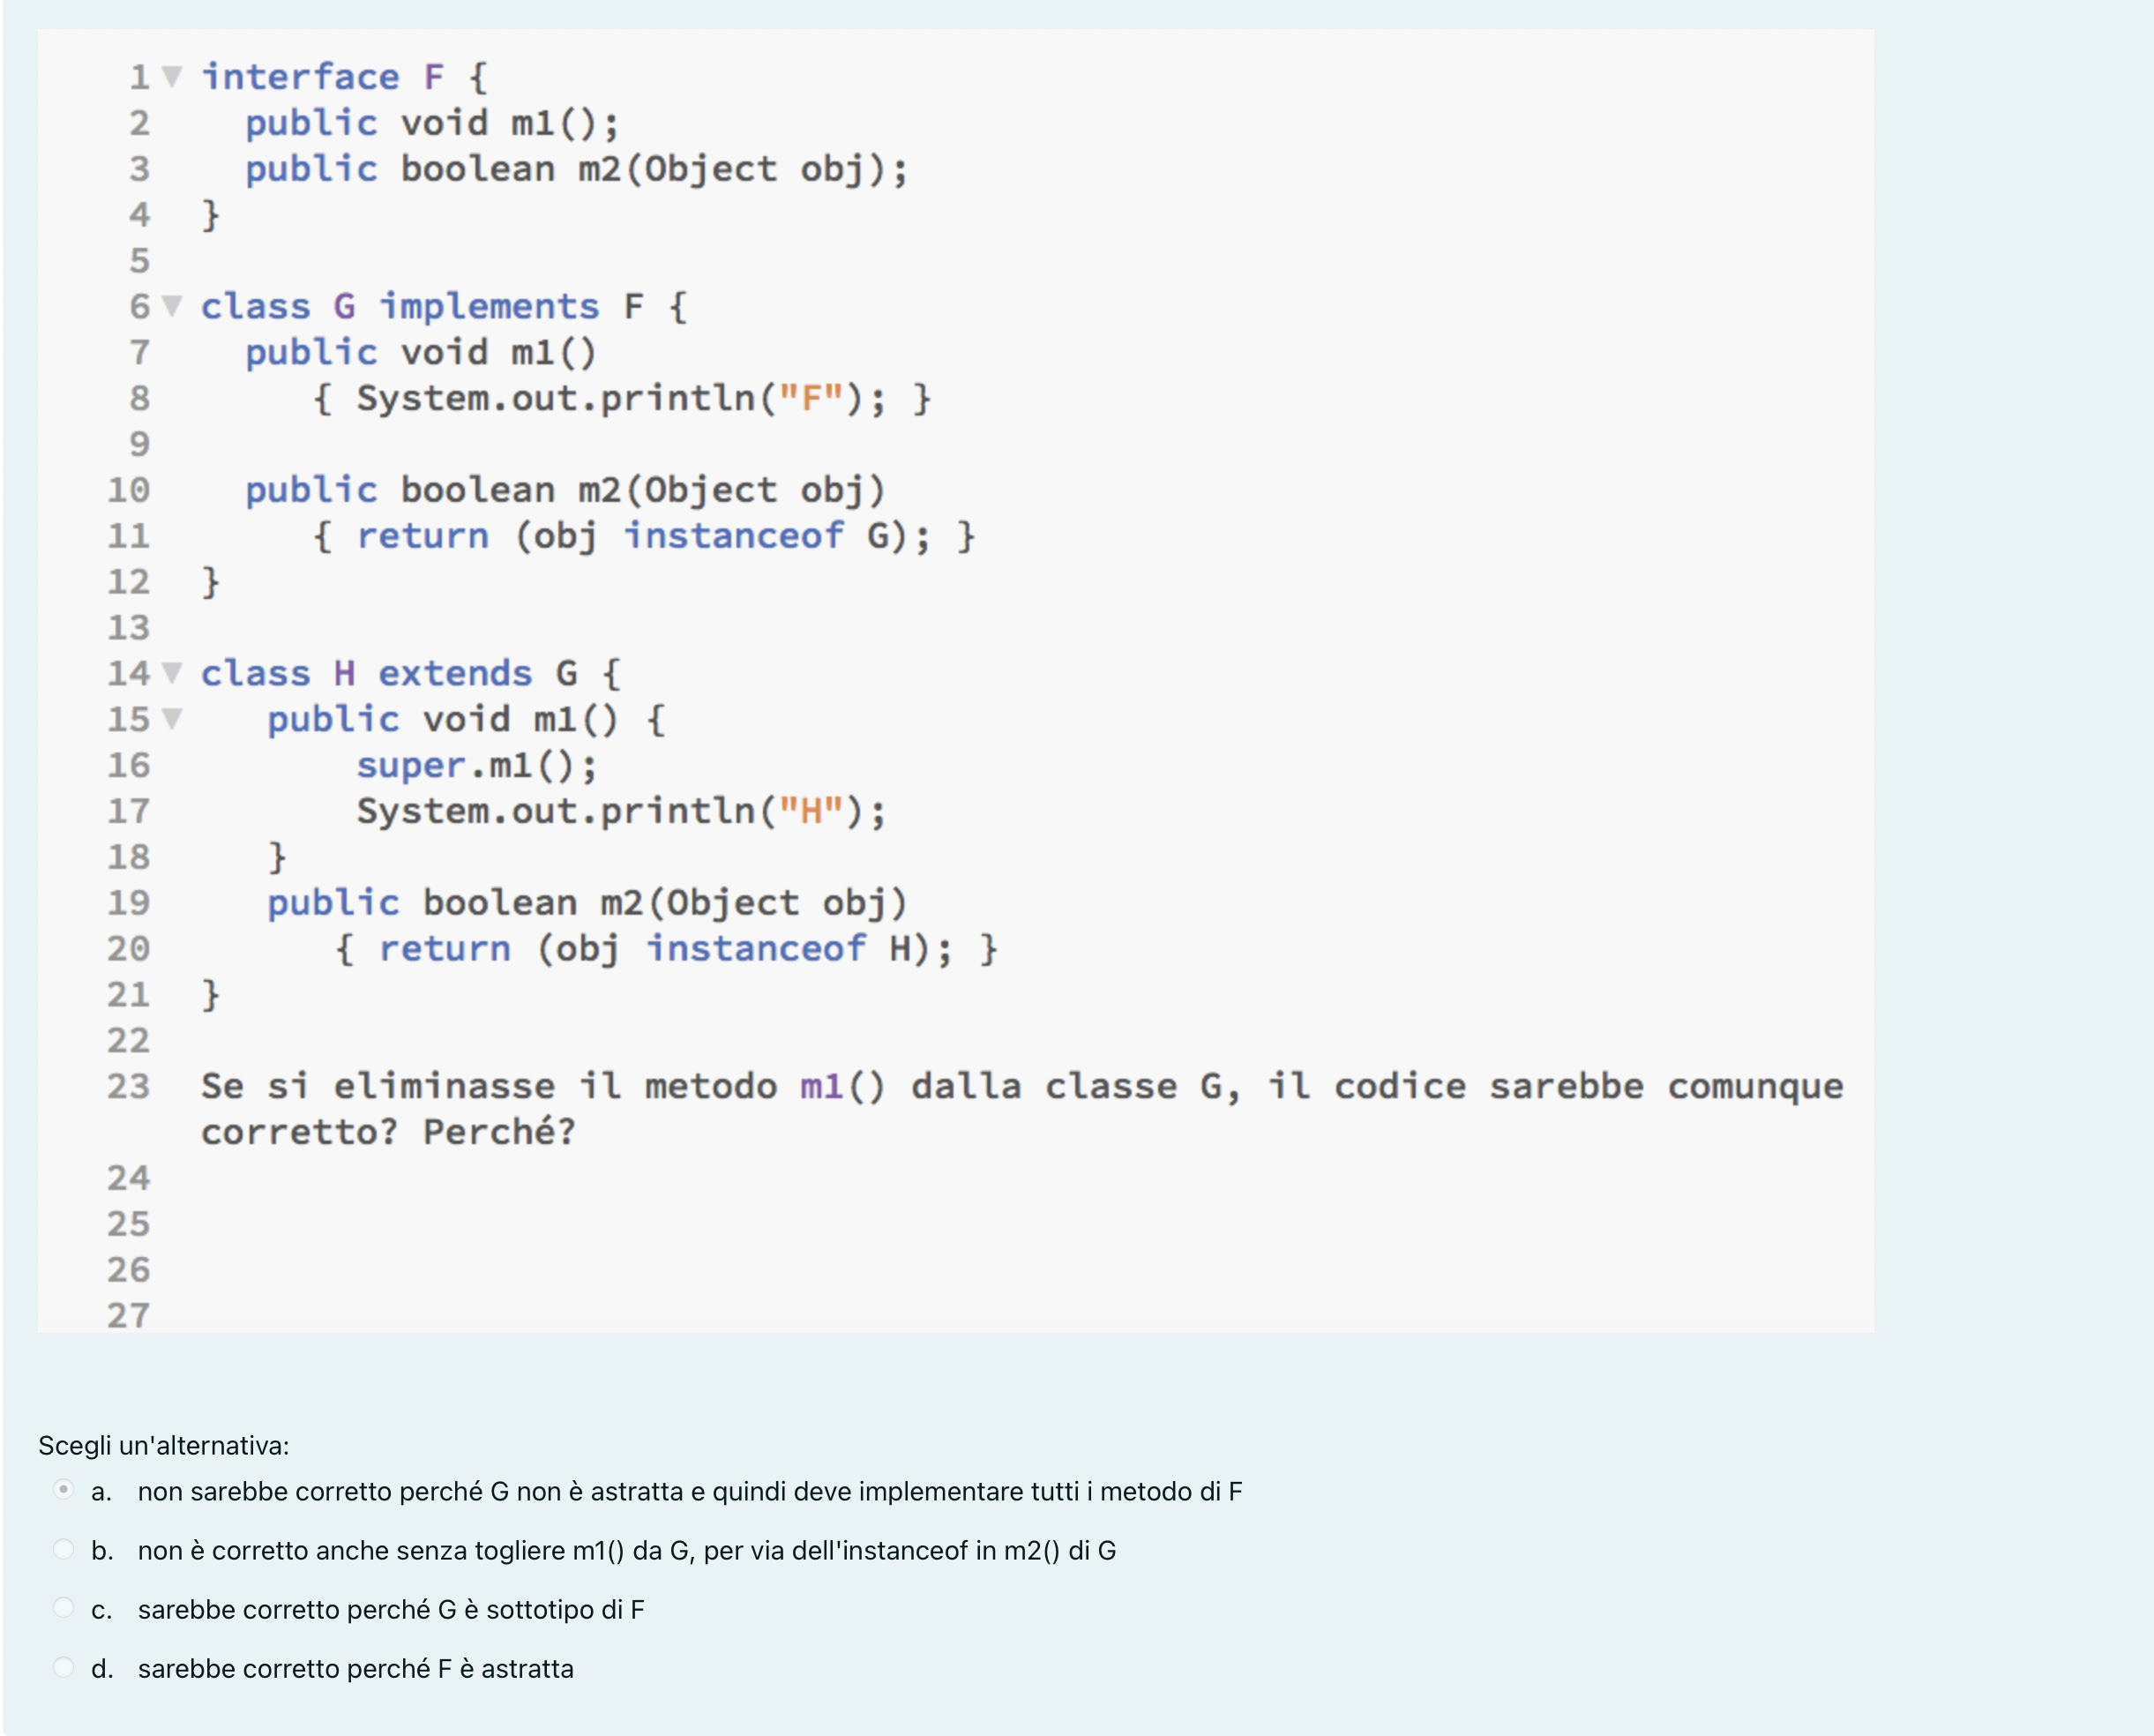 1 interface F {
2 public void m1();
3 public boolean m2(Object obj);
4 }
5
6 class G implements F {
7 public void m1()
8 { System.out.println("F"); }
9
10 public boolean m2(Object obj)
11 { return (obj instanceof G); }
12 }
13
14 class H extends G {
15 public void m1() {
16 super.m1();
17 System.out.println("H");
18 }
19 public boolean m2(Object obj)
20 { return (obj instanceof H); }
21 }
22
23 Se si eliminasse il metodo m1() dalla classe G, il codice sarebbe comunque
corretto? Perché?
24
25
26
27
Scegli un'alternativa:
a. non sarebbe corretto perché G non è astratta e quindi deve implementare tutti i metodo di F
b. non è corretto anche senza togliere m1() da G, per via dell'instanceof in m2() di G
c. sarebbe corretto perché G è sottotipo di F
d. sarebbe corretto perché F è astratta